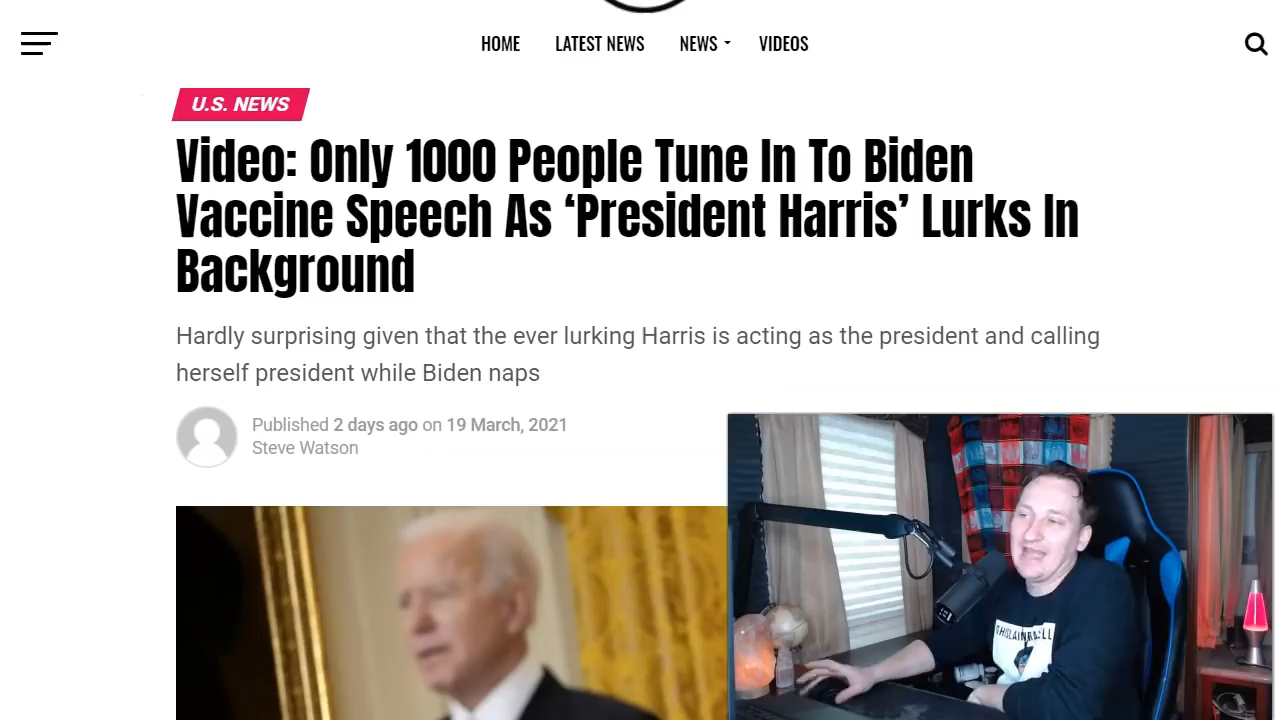 HOME LATEST NEWS NEWS VIDEOS
U.S. NEWS
Video: Only 1000 People Tune In To Biden
Vaccine Speech As ‘President Harris’ Lurks In
Background
Hardly surprising given that the ever lurking Harris is acting as the president and calling
herself president while Biden naps
Published 2 days ago on 19 March, 2021
Steve Watson